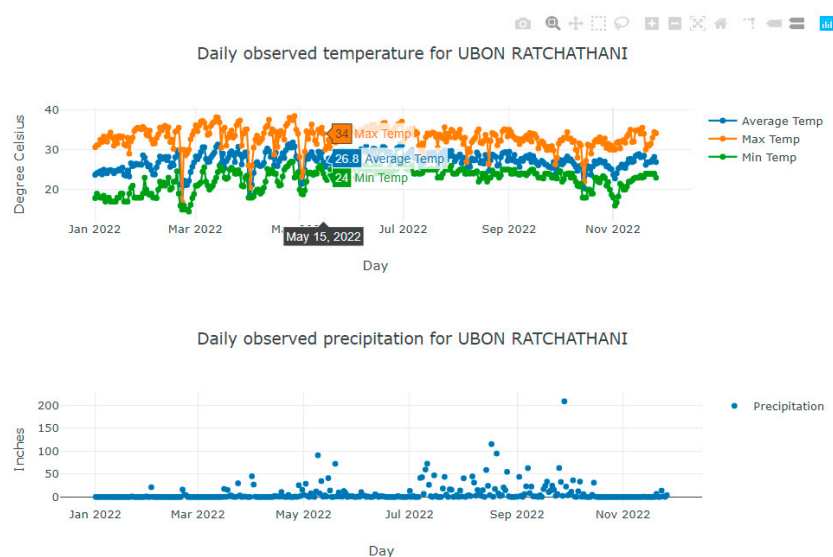 Daily observed temperature for UBON RATCHATHANI
Degree Celsius
40
30
20
34 Max Temp
26.8 Average Temp
24 Min Temp
Average Temp
Max Temp
Min Temp
Jan 2022 Mar 2022 Jul 2022 Sep 2022 Nov 2022
May 15, 2022
Day
Daily observed precipitation for UBON RATCHATHANI
Inches
200
150
100
50
0
Precipitation
Jan 2022 Mar 2022 May 2022 Jul 2022 Sep 2022 Nov 2022
Day